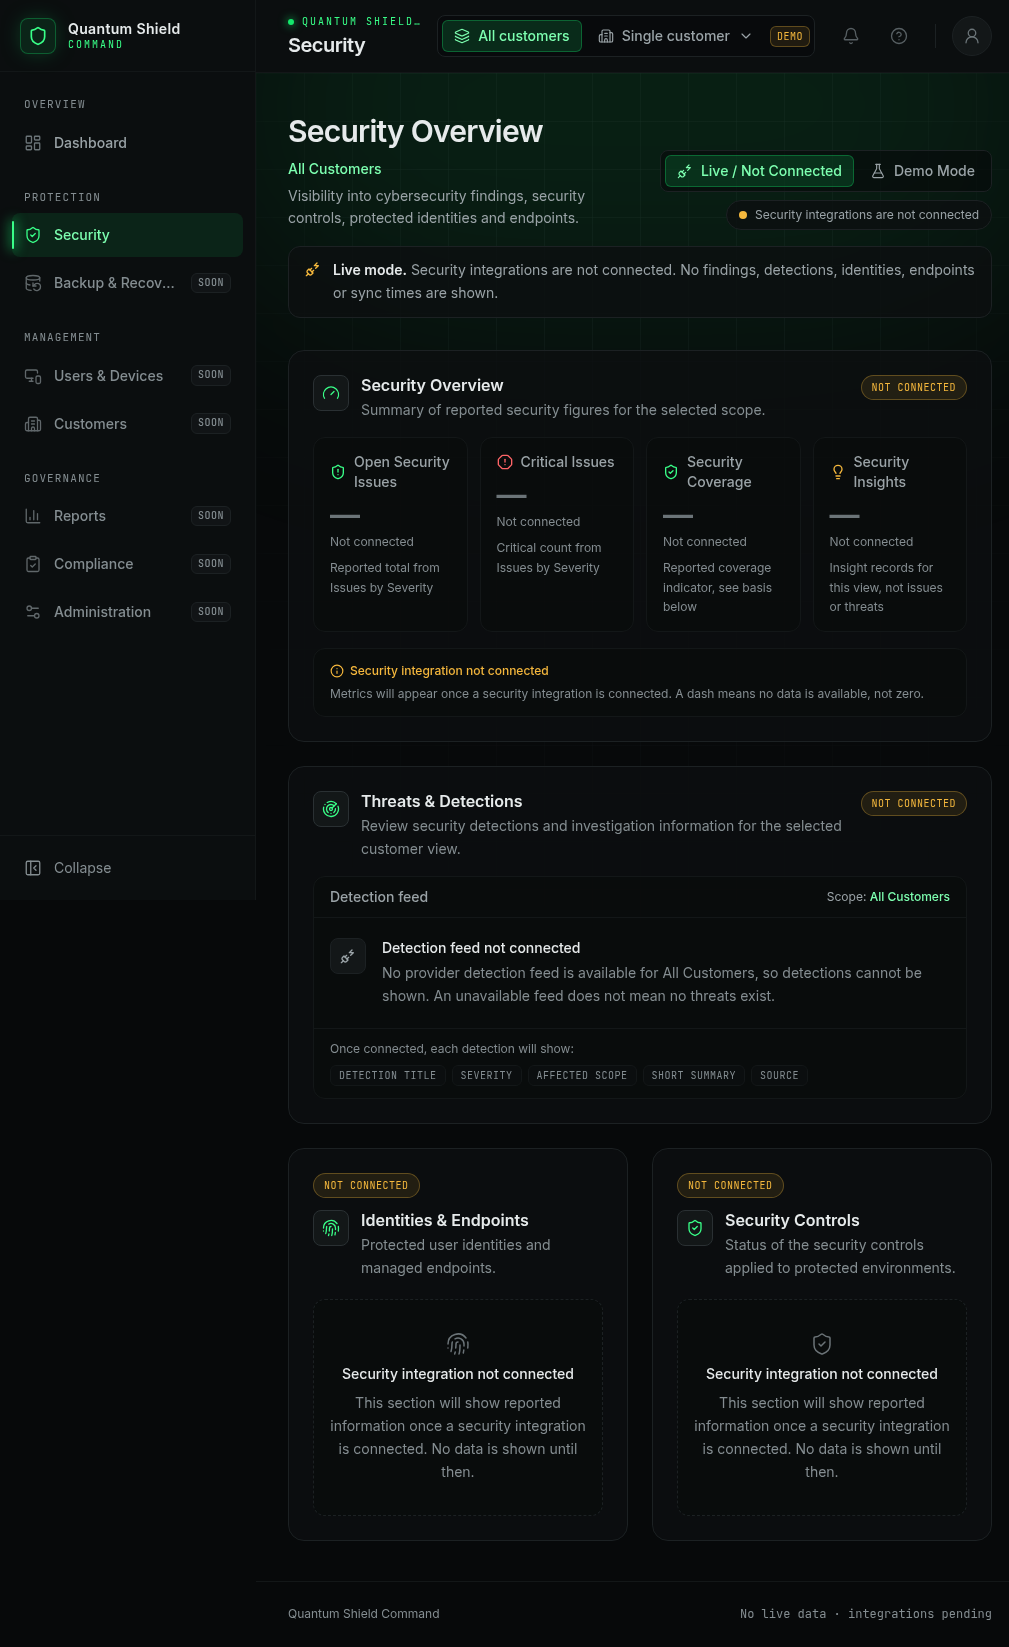 Quantum Shield
COMMAND
OVERVIEW
Dashboard
PROTECTION
Security
Backup & Recov…
SOON
MANAGEMENT
Users & Devices
SOON
Customers
SOON
GOVERNANCE
Reports
SOON
Compliance
SOON
Administration
SOON
Collapse
QUANTUM SHIELD…
Security
All customers
Single customer
DEMO
Security Overview
All Customers
Visibility into cybersecurity findings, security
controls, protected identities and endpoints.
Live / Not Connected
Demo Mode
Security integrations are not connected
Live mode. Security integrations are not connected. No findings, detections, identities, endpoints
or sync times are shown.
Security Overview
Summary of reported security figures for the selected scope.
NOT CONNECTED
Open Security
Issues
—
Not connected
Reported total from
Issues by Severity
Critical Issues
—
Not connected
Critical count from
Issues by Severity
Security
Coverage
—
Not connected
Reported coverage
indicator, see basis
below
Security
Insights
—
Not connected
Insight records for
this view, not issues
or threats
Security integration not connected
Metrics will appear once a security integration is connected. A dash means no data is available, not zero.
Threats & Detections
Review security detections and investigation information for the selected
customer view.
NOT CONNECTED
Detection feed
Scope: All Customers
Detection feed not connected
No provider detection feed is available for All Customers, so detections cannot be
shown. An unavailable feed does not mean no threats exist.
Once connected, each detection will show:
DETECTION TITLE
SEVERITY
AFFECTED SCOPE
SHORT SUMMARY
SOURCE
NOT CONNECTED
Identities & Endpoints
Protected user identities and
managed endpoints.
Security integration not connected
This section will show reported
information once a security integration
is connected. No data is shown until
then.
NOT CONNECTED
Security Controls
Status of the security controls
applied to protected environments.
Security integration not connected
This section will show reported
information once a security integration
is connected. No data is shown until
then.
Quantum Shield Command
No live data · integrations pending